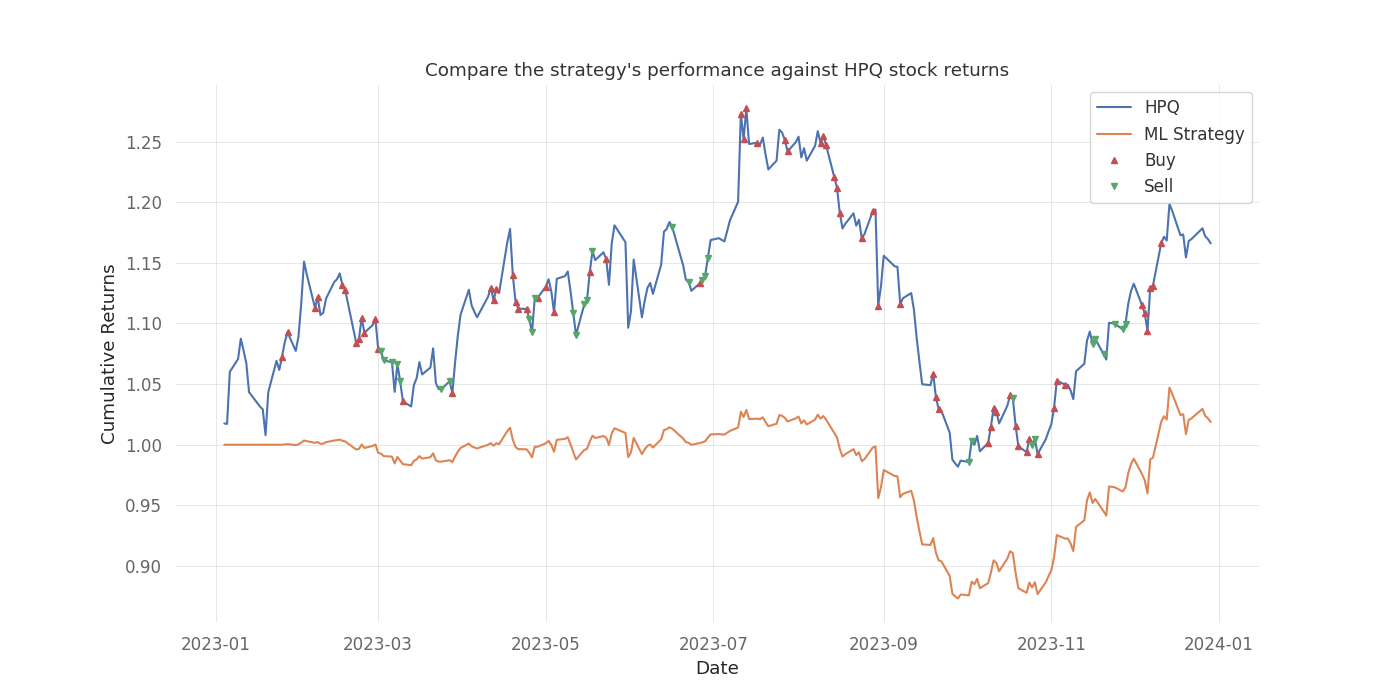 Compare the strategy's performance against HPQ stock returns
HPQ
ML Strategy
Buy
Sell
Cumulative Returns
1.25
1.20
1.15
1.10
1.05
1.00
0.95
0.90
2023-01
2023-03
2023-05
2023-07
2023-09
2023-11
2024-01
Date